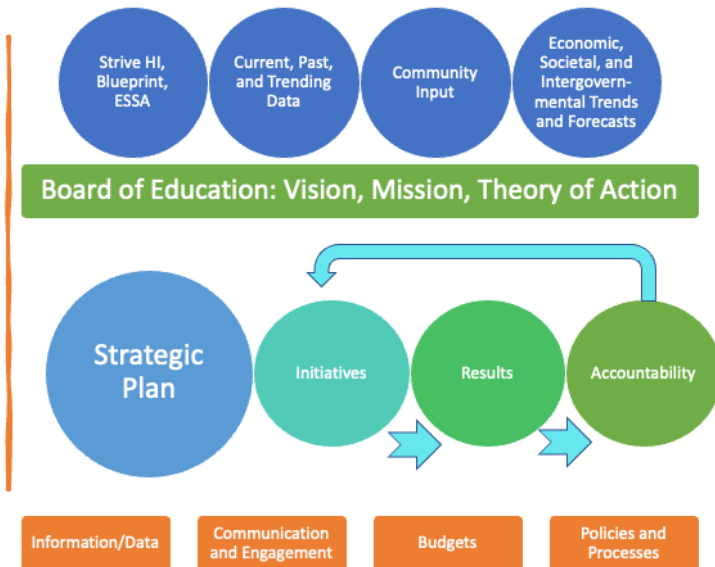 Strive HI,
Blueprint,
ESSA
Current, Past,
and Trending
Data
Community
Input
Economic,
Societal, and
Intergovern-
mental Trends
and Forecasts
Board of Education: Vision, Mission, Theory of Action
Strategic
Plan
Initiatives
Results
Accountability
Information/Data
Communication
and Engagement
Budgets
Policies and
Processes